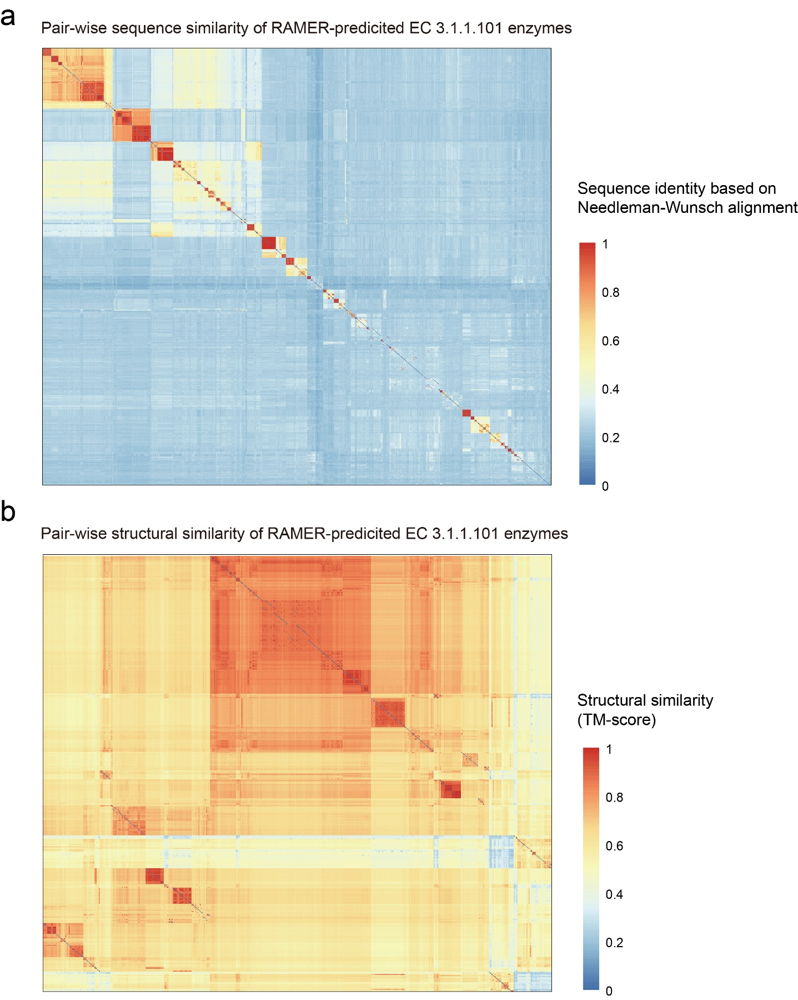 a
Pair-wise sequence similarity of RAMER-predicited EC 3.1.1.101 enzymes
Sequence identity based on
Needleman-Wunsch alignment
1
0.8
0.6
0.4
0.2
0
b
Pair-wise structural similarity of RAMER-predicited EC 3.1.1.101 enzymes
Structural similarity
(TM-score)
1
0.8
0.6
0.4
0.2
0